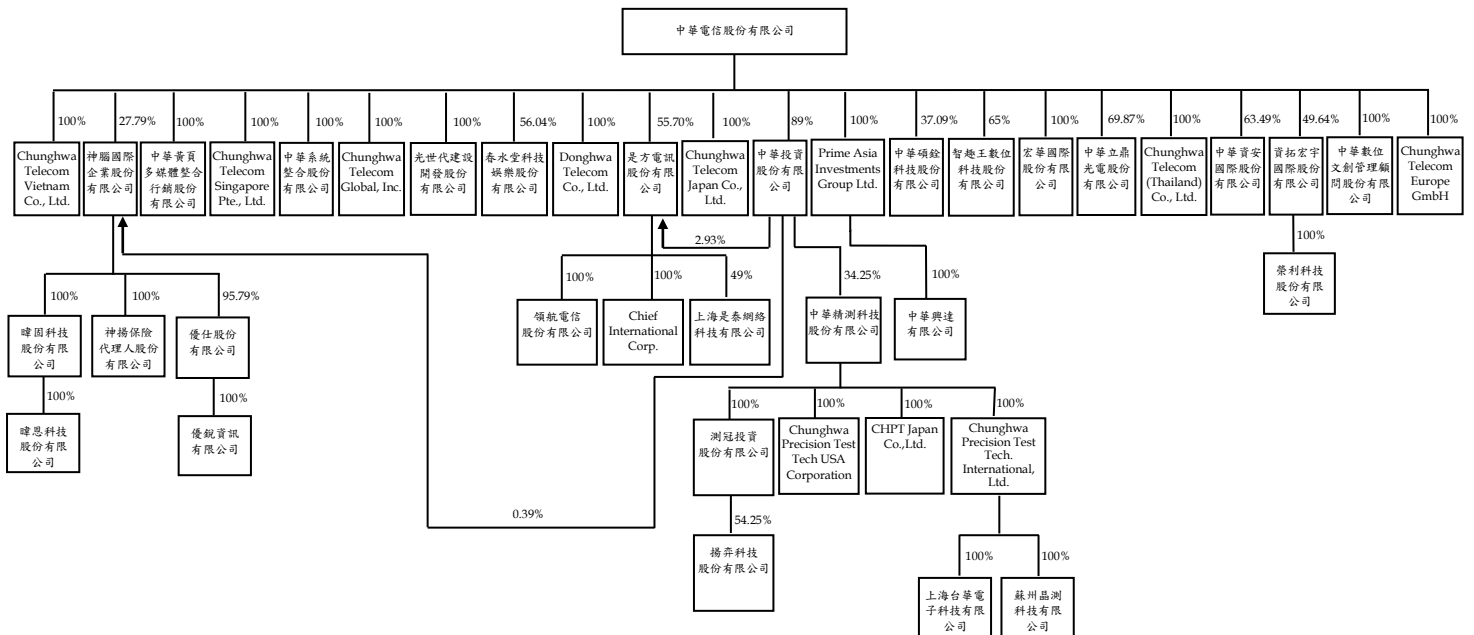 中華電信股份有限公司
100%
27.79%
100%
100%
100%
100%
100%
56.04%
100%
55.70%
100%
89%
100%
37.09%
65%
100%
69.87%
100%
63.49%
49.64%
100%
100%
Chunghwa
Telecom
Vietnam
Co., Ltd.
神腦國際
企業股份
有限公司
中華黃頁
多媒體整合
行銷股份有
限公司
Chunghwa
Telecom
Singapore
Pte., Ltd.
中華系統
整合股份有
限公司
Chunghwa
Telecom
Global, Inc.
光世代建設
開發股份有
限公司
春水堂科技
娛樂股份有
限公司
Donghwa
Telecom
Co., Ltd.
是方電訊
股份有限
公司
Chunghwa
Telecom
Japan Co.,
Ltd.
中華投資
股份有限
公司
Prime Asia
Investments
Group Ltd.
中華碩銓
科技股份有
限公司
智趣王數位
科技股份有
限公司
宏華國際
股份有限
公司
中華立鼎
光電股份有
限公司
Chunghwa
Telecom
(Thailand)
Co., Ltd.
中華資安
國際股份有
限公司
資拓宏宇
國際股份有
限公司
中華數位
文創管理顧
問股份有限
公司
Chunghwa
Telecom
Europe
GmbH
2.93%
100%
100%
100%
95.79%
100%
100%
49%
34.25%
100%
榮利科技
股份有限
公司
暐固科技
股份有限
公司
神揚保險
代理人股份
有限公司
優仕股份
有限公司
領航電信
股份有限公司
Chief
International
Corp.
上海是泰網絡
科技有限公司
中華精測科技
股份有限公司
中華興達
有限公司
100%
100%
100%
100%
100%
100%
暐恩科技
股份有限
公司
優銳資訊
有限公司
測冠投資
股份有限公司
Chunghwa
Precision Test
Tech USA
Corporation
CHPT Japan
Co.,Ltd.
Chunghwa
Precision Test
Tech.
International,
Ltd.
0.39%
54.25%
揚弈科技
股份有限公司
100%
100%
上海台華電
子科技有限
公司
蘇州晶測
科技有限
公司